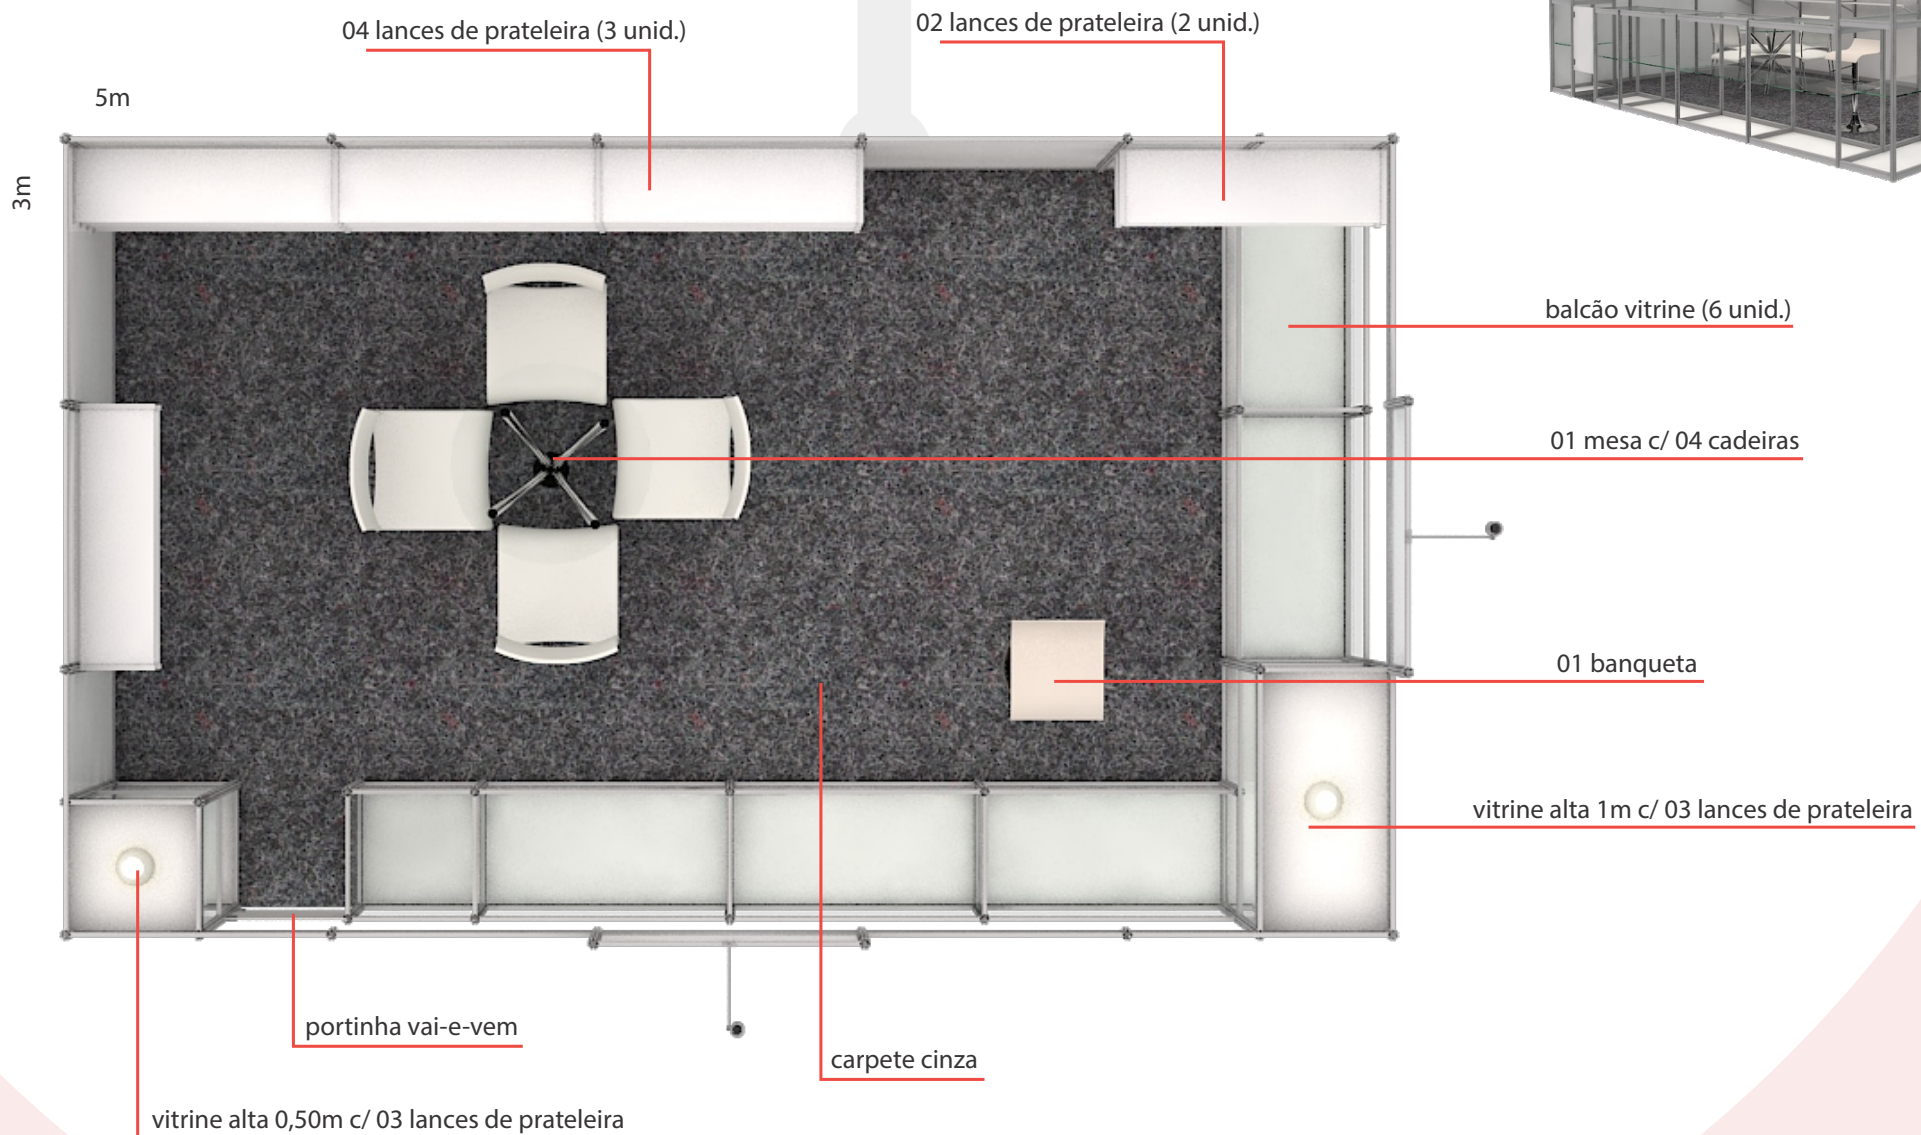 04 lances de prateleira (3 unid.)
02 lances de prateleira (2 unid.)
5m
3m
balcão vitrine (6 unid.)
01 mesa c/ 04 cadeiras
01 banqueta
vitrine alta 1m c/ 03 lances de prateleira
portinha vai-e-vem
carpete cinza
vitrine alta 0,50m c/ 03 lances de prateleira